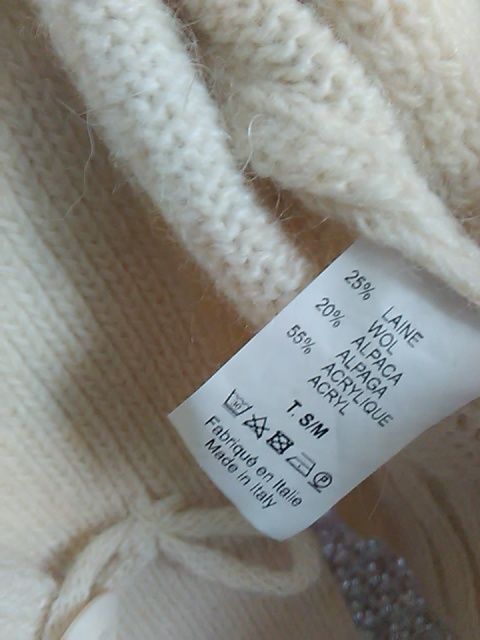 25% LAINE
WOL
20% ALPACA
ALPAGA
55% ACRYLIQUE
ACRYL
T. S/M
Fabriqué en Italie
Made in Italy